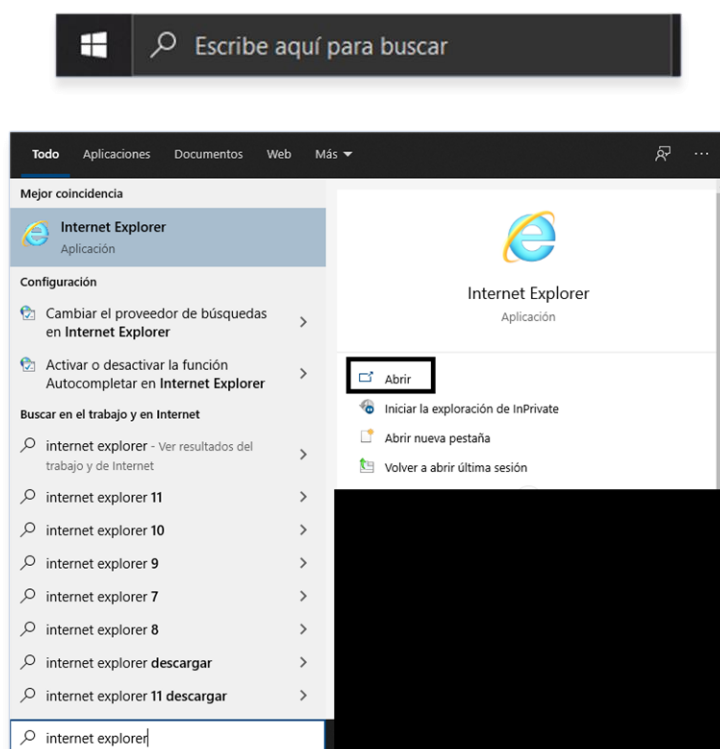 Escribe aquí para buscar
Todo Aplicaciones Documentos Web Más
Mejor coincidencia
Internet Explorer
Aplicación
Configuración
Cambiar el proveedor de búsquedas
en Internet Explorer
Activar o desactivar la función
Autocompletar en Internet Explorer
Buscar en el trabajo y en Internet
internet explorer - Ver resultados del
trabajo y de Internet
internet explorer 11
internet explorer 10
internet explorer 9
internet explorer 7
internet explorer 8
internet explorer descargar
internet explorer 11 descargar
internet explorer
Internet Explorer
Aplicación
Abrir
Iniciar la exploración de InPrivate
Abrir nueva pestaña
Volver a abrir última sesión